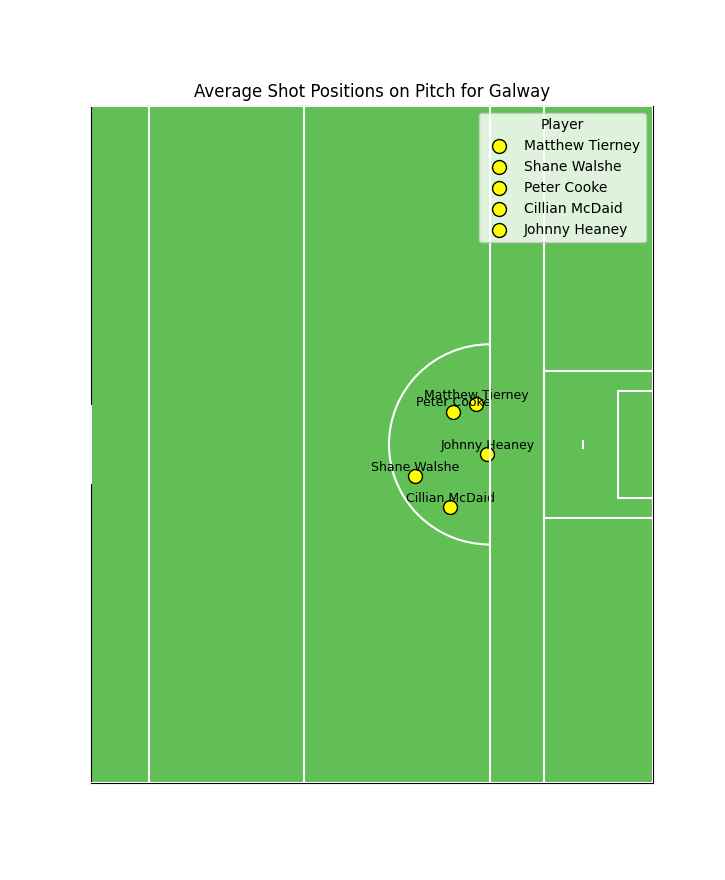 Average Shot Positions on Pitch for Galway
Player
Matthew Tierney
Shane Walshe
Peter Cooke
Cillian McDaid
Johnny Heaney
Matthew Tierney
Peter Cooke
Johnny Heaney
Shane Walshe
Cillian McDaid